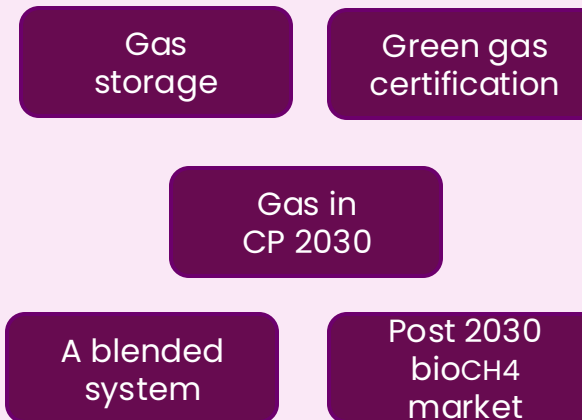 Gas
storage
Green gas
certification
Gas in
CP 2030
A blended
system
Post 2030
bioCH4
market